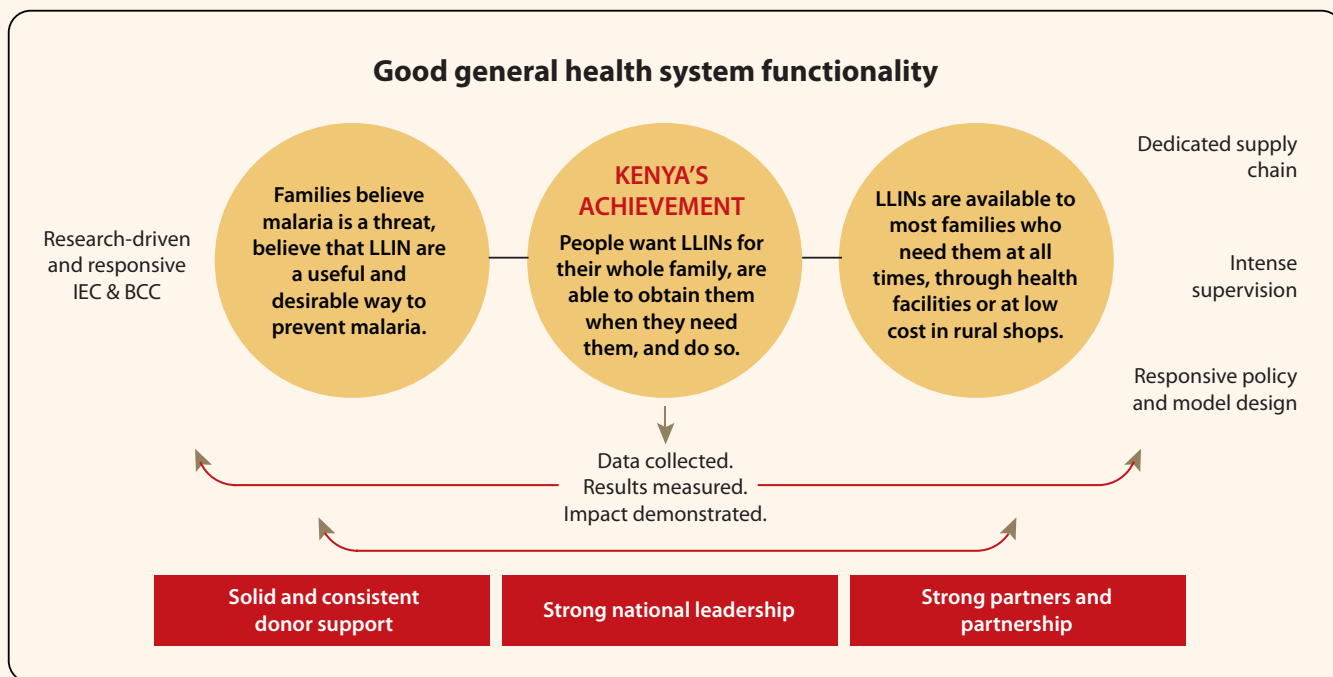 Good general health system functionality
Research-driven
and responsive
IEC & BCC
Families believe
malaria is a threat,
believe that LLIN are
a useful and
desirable way to
prevent malaria.
KENYA'S
ACHIEVEMENT
People want LLINs for
their whole family, are
able to obtain them
when they need
them, and do so.
LLINs are available to
most families who
need them at all
times, through health
facilities or at low
cost in rural shops.
Dedicated supply
chain
Intense
supervision
Responsive policy
and model design
Data collected.
Results measured.
Impact demonstrated.
Solid and consistent
donor support
Strong national leadership
Strong partners and
partnership